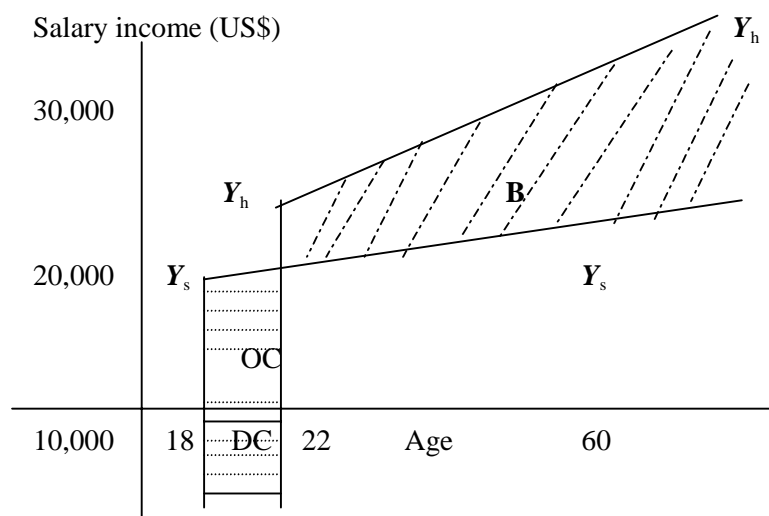 Salary income (US$)
Yh
30,000
B
Yh
20,000 Ys Ys
OC
10,000 18 DC 22 Age 60